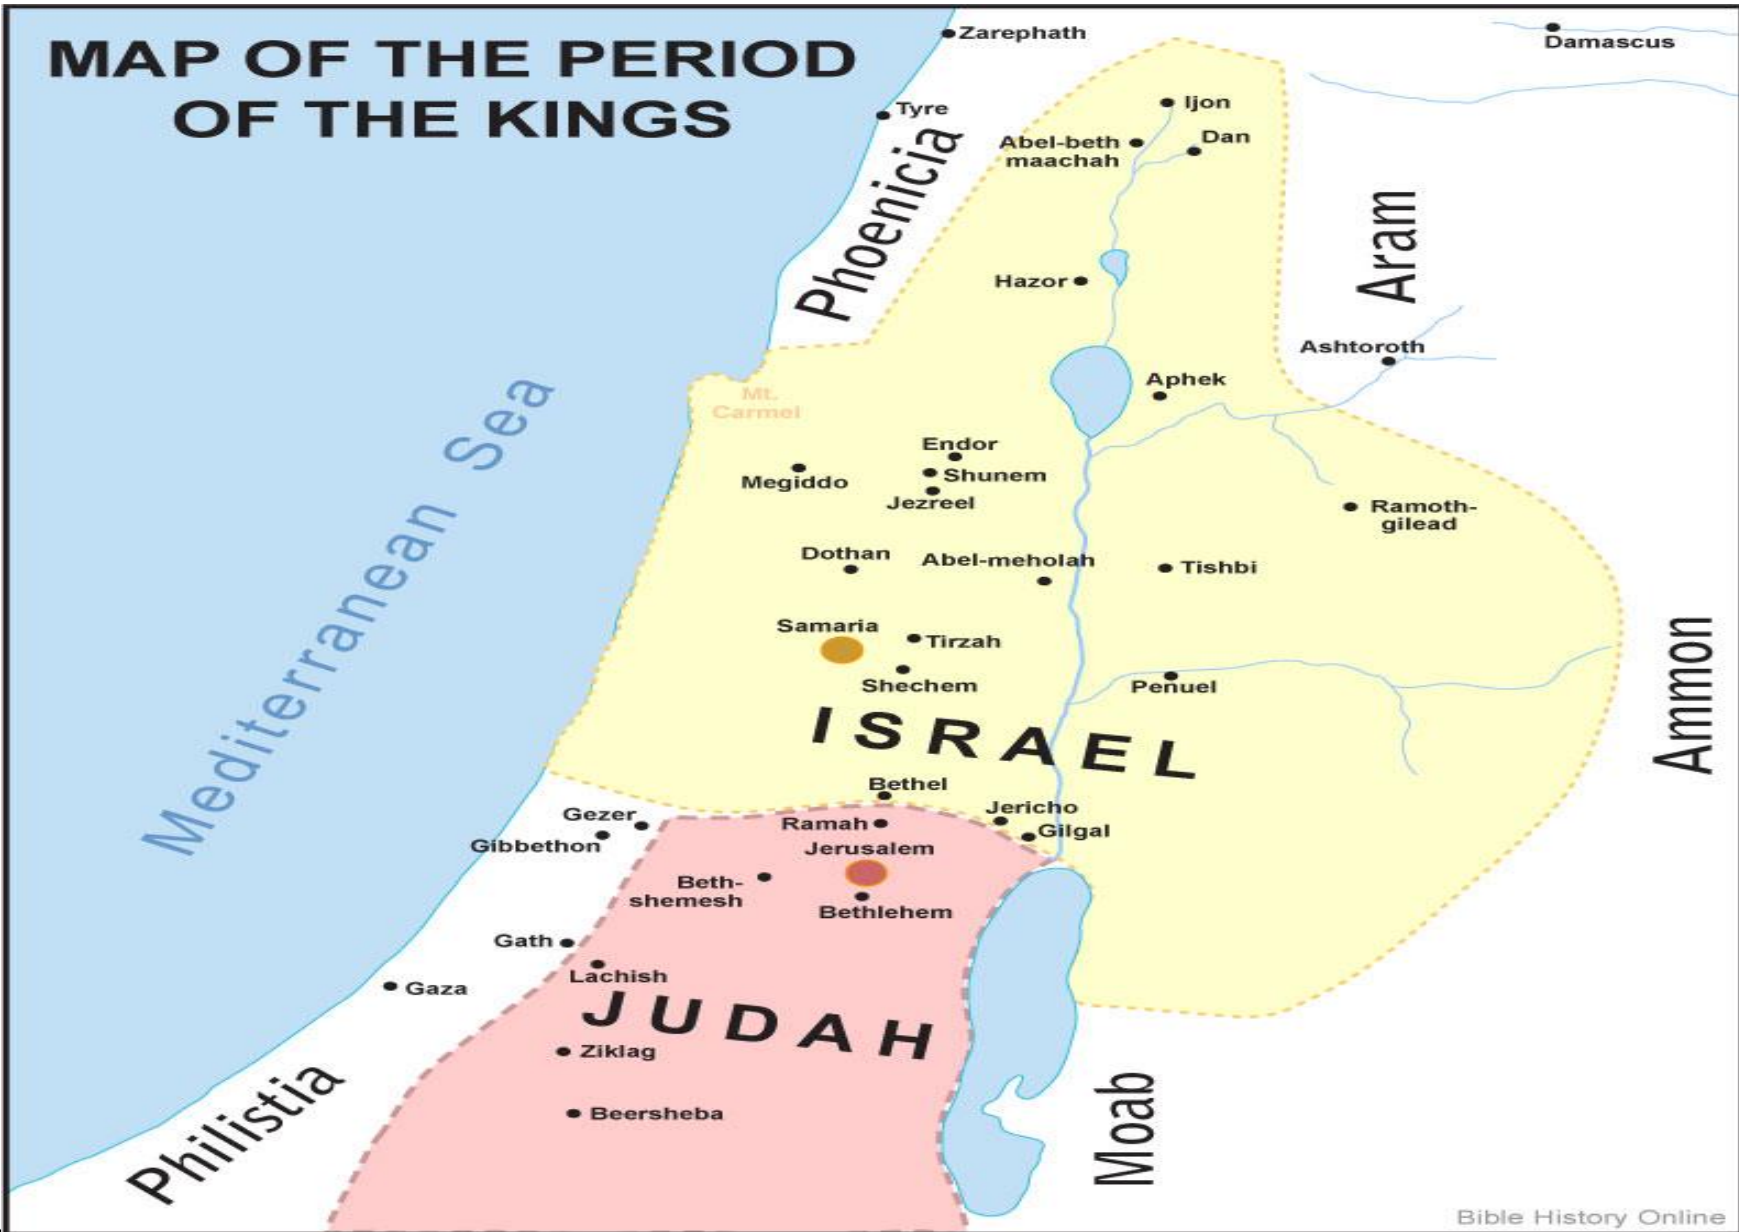 MAP OF THE PERIOD
OF THE KINGS
Zarephath
Damascus
Tyre
Ijon
Abel-beth
maachah
Dan
Phoenicia
Aram
Hazor
Ashtoroth
Aphek
Mt.
Carmel
Mediterranean Sea
Endor
Megiddo
Shunem
Jezreel
Ramoth-
gilead
Dothan
Abel-meholah
Tishbi
Samaria
Tirzah
Shechem
Penuel
Ammon
ISRAEL
Bethel
Gezer
Jericho
Ramah
Gilgal
Gibbethon
Jerusalem
Beth-
shemesh
Bethlehem
Gath
Lachish
Gaza
JUDAH
Ziklag
Philistia
Beersheba
Moab
Bible History Online